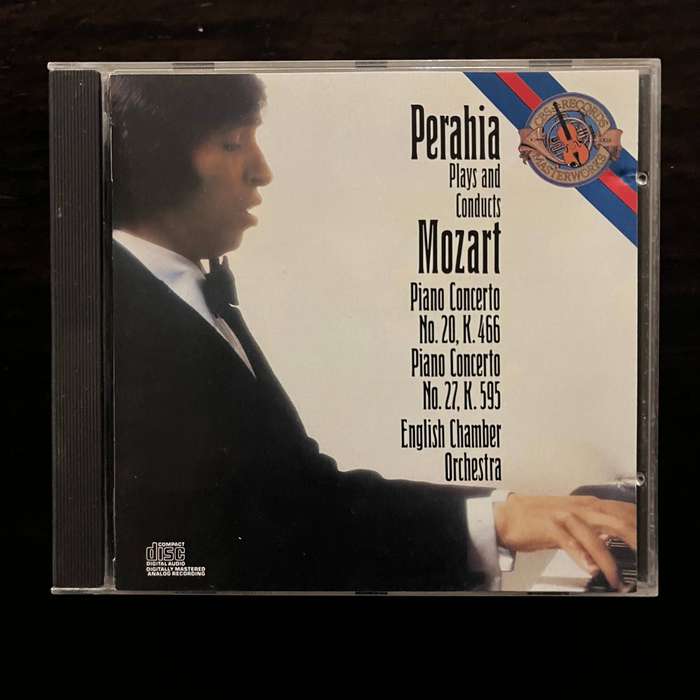 Perahia
Plays and
Conducts
Mozart
Piano Concerto
No. 20, K. 466
Piano Concerto
No. 27, K. 595
English Chamber
Orchestra
CBS RECORDS
MASTERWORKS
COMPACT
disc
DIGITAL AUDIO
DIGITALLY MASTERED
ANALOG RECORDING